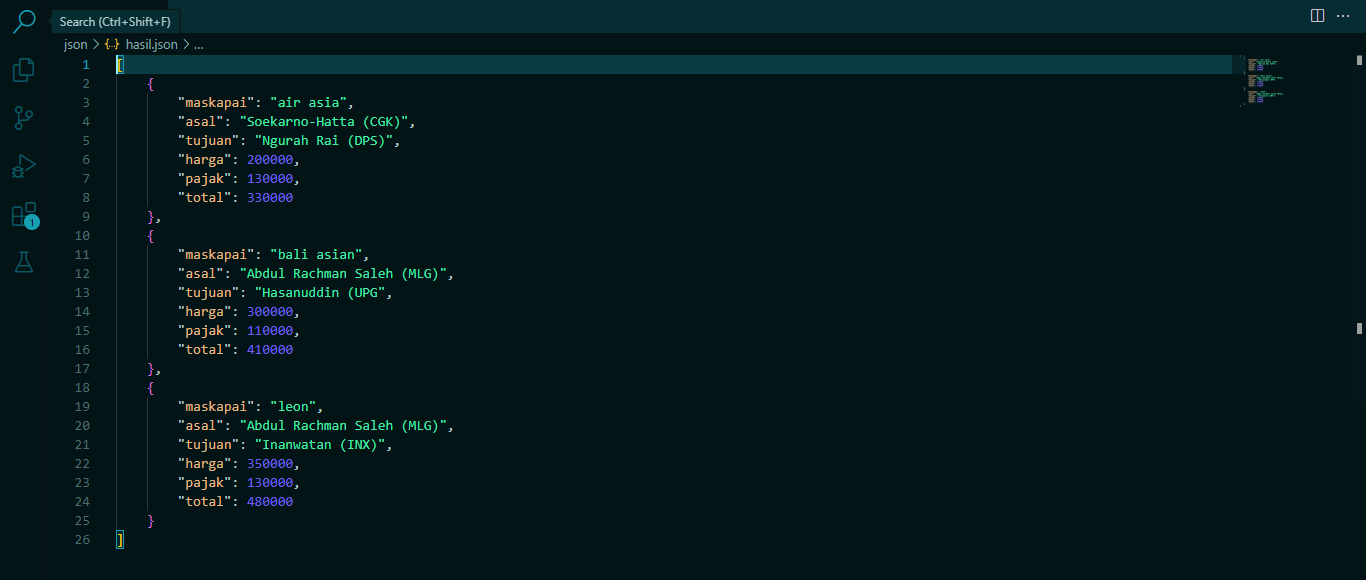 Search (Ctrl+Shift+F)
json > {..} hasil.json > ...
1 [
2 {
3 "maskapai": "air asia",
4 "asal": "Soekarno-Hatta (CGK)",
5 "tujuan": "Ngurah Rai (DPS)",
6 "harga": 200000,
7 "pajak": 130000,
8 "total": 330000
9 },
10 {
11 "maskapai": "bali asian",
12 "asal": "Abdul Rachman Saleh (MLG)",
13 "tujuan": "Hasanuddin (UPG",
14 "harga": 300000,
15 "pajak": 110000,
16 "total": 410000
17 },
18 {
19 "maskapai": "leon",
20 "asal": "Abdul Rachman Saleh (MLG)",
21 "tujuan": "Inanwatan (INX)",
22 "harga": 350000,
23 "pajak": 130000,
24 "total": 480000
25 }
26 ]
1